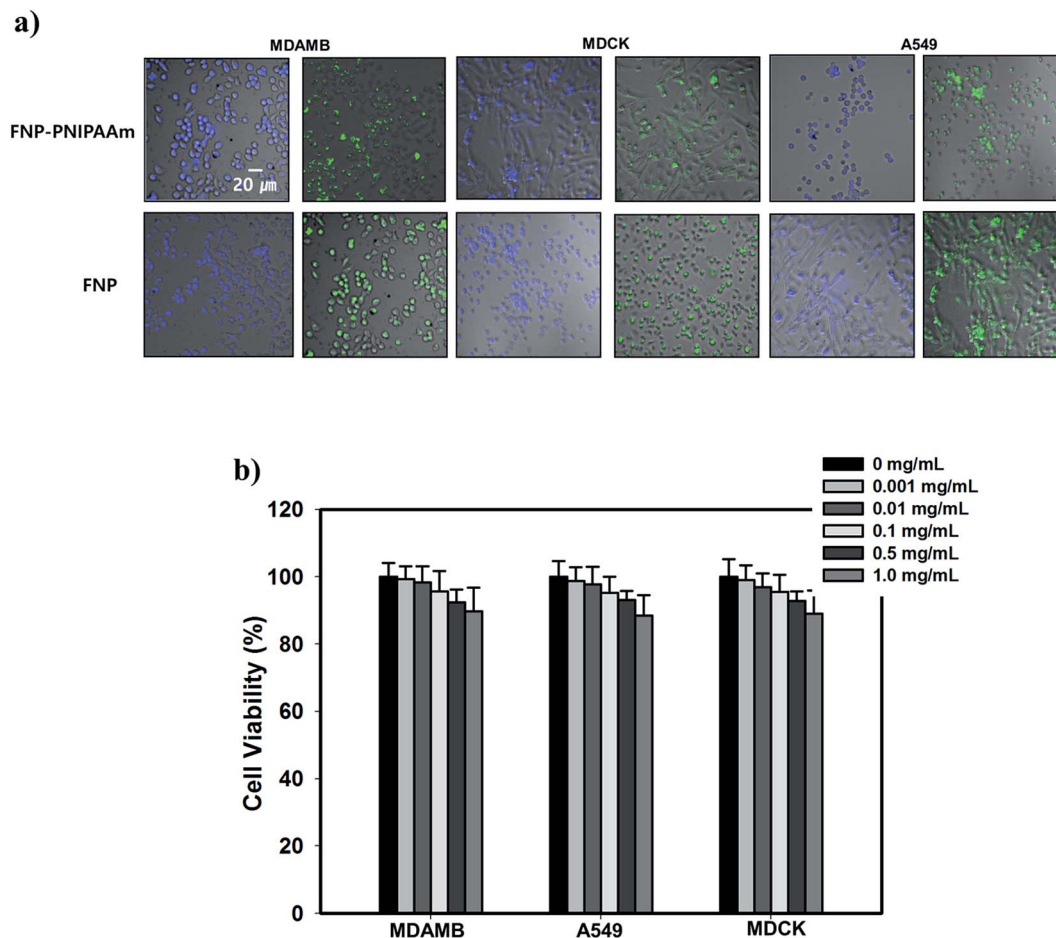 a)
MDAMB
MDCK
A549
FNP-PNIPAAm
20 μm
FNP
b)
0 mg/mL
0.001 mg/mL
0.01 mg/mL
0.1 mg/mL
0.5 mg/mL
1.0 mg/mL
Cell Viability (%)
120
100
80
60
40
20
0
MDAMB
A549
MDCK